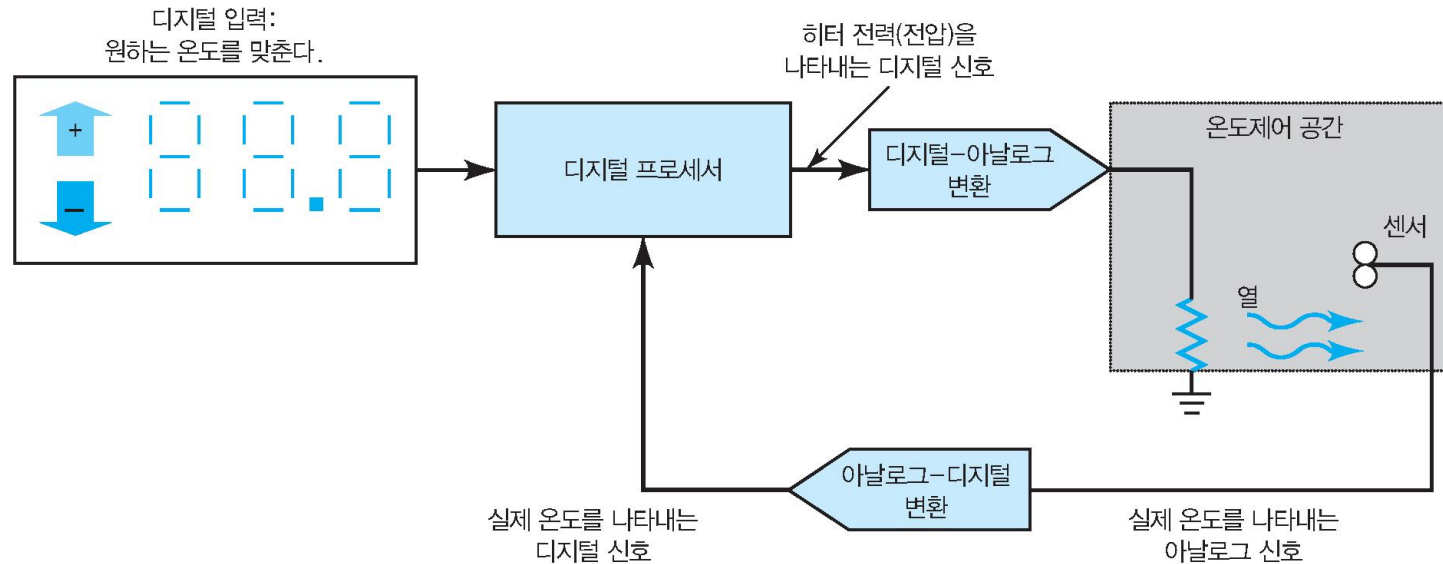 디지털 입력:
원하는 온도를 맞춘다.
+
−
히터 전력(전압)을
나타내는 디지털 신호
디지털 프로세서
디지털-아날로그
변환
온도제어 공간
센서
열
아날로그-디지털
변환
실제 온도를 나타내는
디지털 신호
실제 온도를 나타내는
아날로그 신호